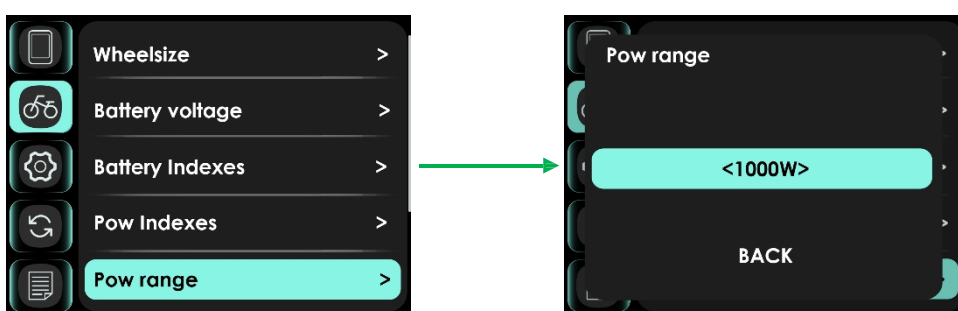 Wheelsize >
Battery voltage >
Battery Indexes >
Pow Indexes >
Pow range >
Pow range
<1000W>
BACK